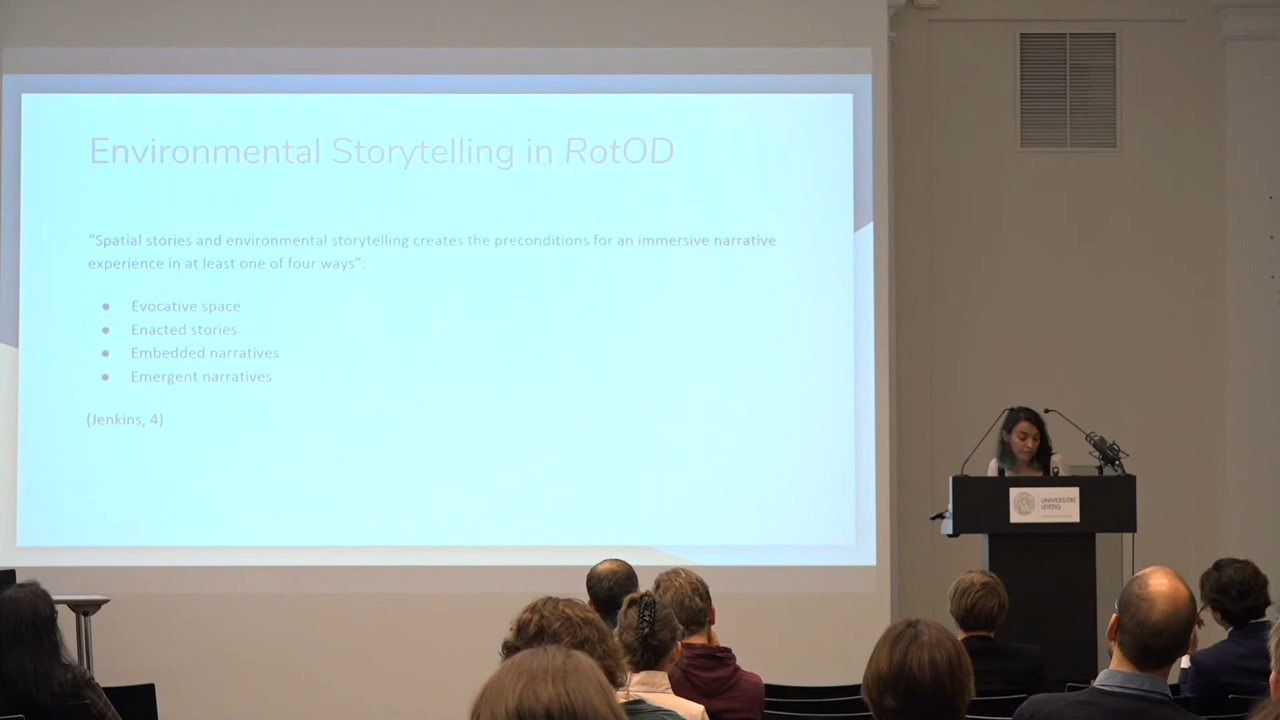 Environmental Storytelling in RotOD
“Spatial stories and environmental storytelling creates the preconditions for an immersive narrative
experience in at least one of four ways”:
● Evocative space
● Enacted stories
● Embedded narratives
● Emergent narratives
(Jenkins, 4)
UNIVERSITÄT
LEIPZIG